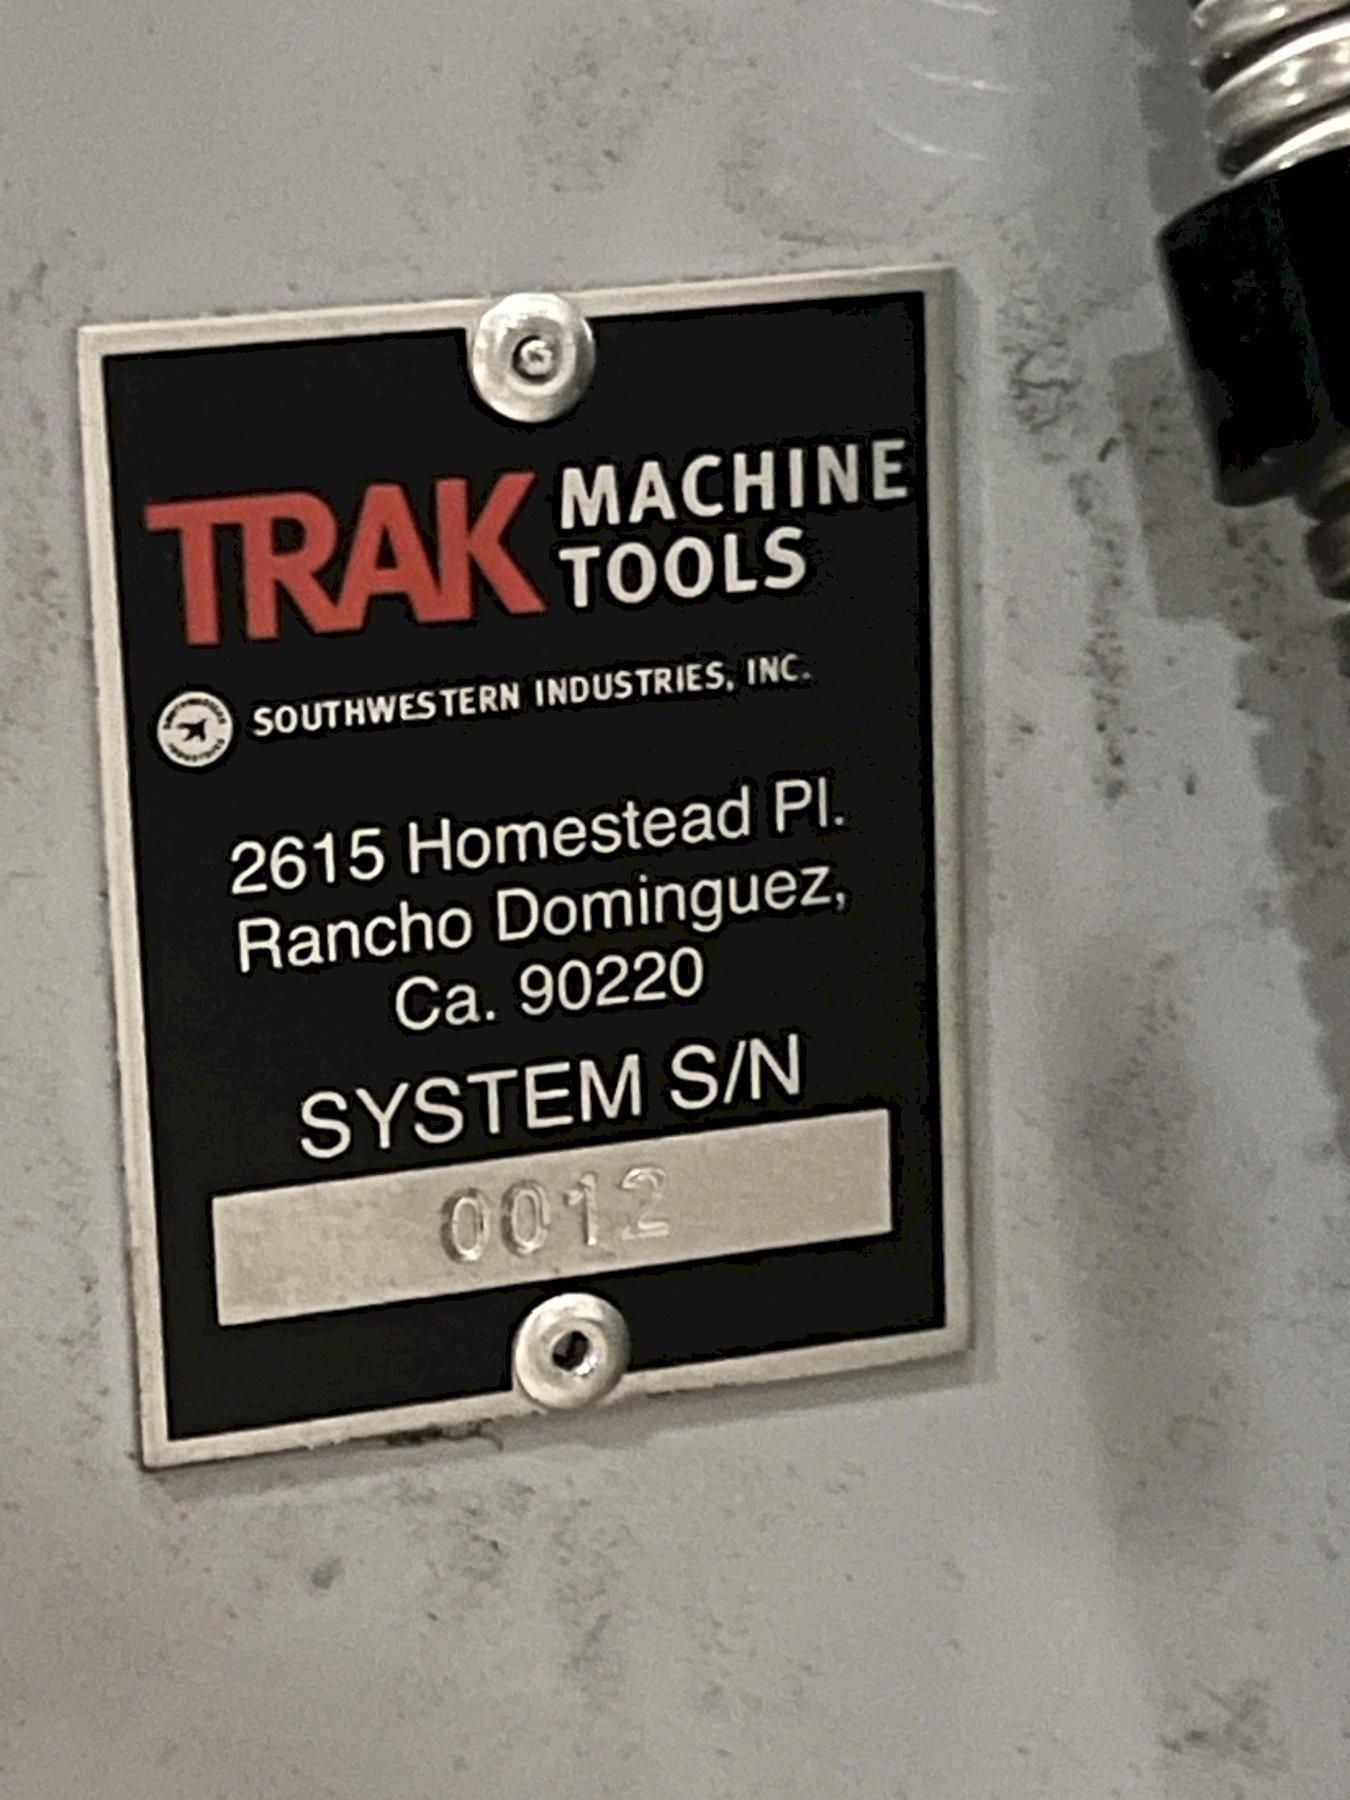 TRAK MACHINE
TOOLS
SOUTHWESTERN INDUSTRIES, INC.
2615 Homestead Pl.
Rancho Dominguez,
Ca. 90220
SYSTEM S/N
0012